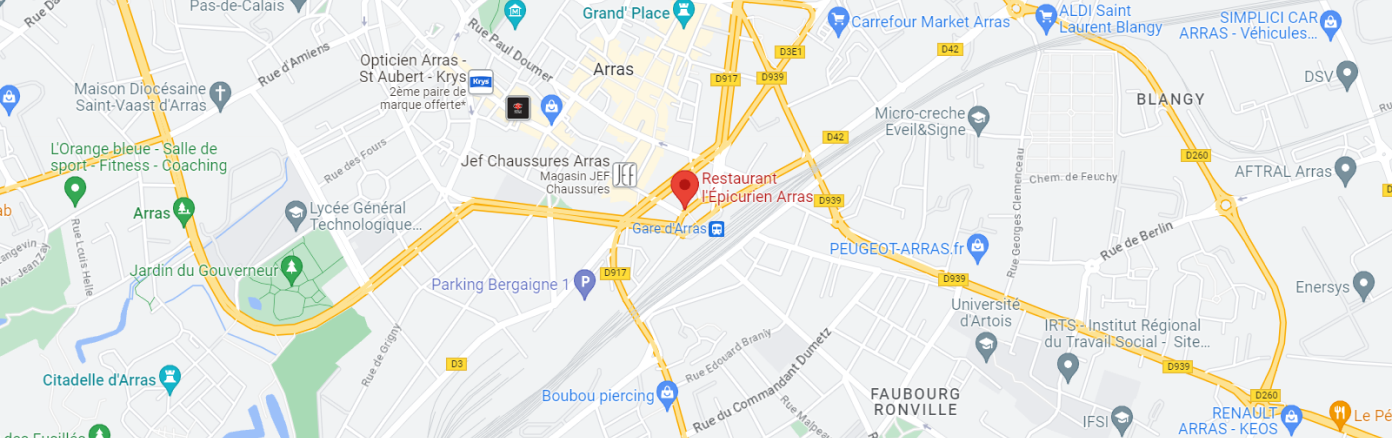 Pas-de-Calais
Grand' Place
Carrefour Market Arras
ALDI Saint
Laurent Blangy
SIMPLICI CAR
ARRAS - Véhicules...
Rue d'Amiens
Rue Paul Doumer
D3E1
D42
Opticien Arras -
St Aubert - Krys
2ème paire de
marque offerte*
Krys
Arras
D917
D939
DSV
Maison Diocésaine
Saint-Vaast d'Arras
BLANGY
Micro-creche
Eveil&Signe
D42
L'Orange bleue - Salle de
sport - Fitness - Coaching
Rue des Fours
Jef Chaussures Arras
Magasin JEF
Chaussures
JEF
Restaurant
l'Épicurien Arras
D939
Chem. de Feuchy
D260
AFTRAL Arras
Arras
Lycée Général
Technologique...
Gare d'Arras
Rue Georges Clemenceau
Rue de Berlin
PEUGEOT-ARRAS.fr
Av. Jean Zay
Rue Louis Helle
Jardin du Gouverneur
Parking Bergaigne 1
P
D917
D939
Enersys
Université
d'Artois
IRTS - Institut Régional
du Travail Social - Site...
Rue de Grigny
D3
Rue Edouard Branly
Rue du Commandant Dumetz
D939
Citadelle d'Arras
Boubou piercing
FAUBOURG
RONVILLE
D260
IFSI
RENAULT
ARRAS - KEOS
Le Pé
des Fusillés